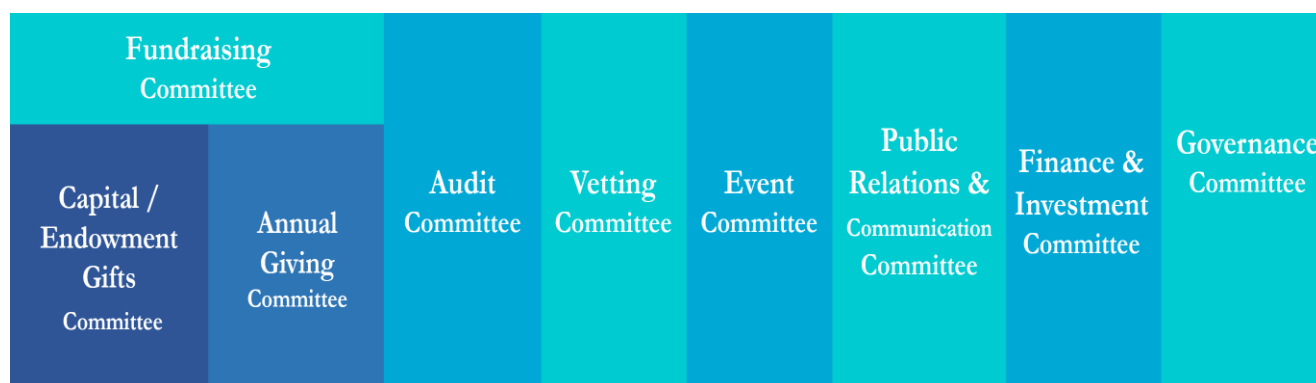 Fundraising
Committee
Capital /
Endowment
Gifts
Committee
Annual
Giving
Committee
Audit
Committee
Vetting
Committee
Event
Committee
Public
Relations &
Communication
Committee
Finance &
Investment
Committee
Governance
Committee